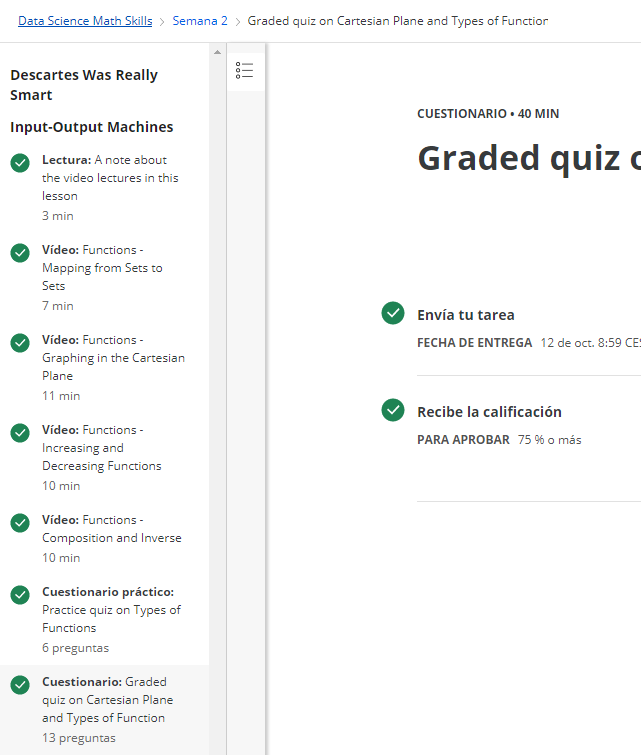 Data Science Math Skills > Semana 2 > Graded quiz on Cartesian Plane and Types of Function
Descartes Was Really
Smart
Input-Output Machines
Lectura: A note about
the video lectures in this
lesson
3 min
Vídeo: Functions -
Mapping from Sets to
Sets
7 min
Vídeo: Functions -
Graphing in the Cartesian
Plane
11 min
Vídeo: Functions -
Increasing and
Decreasing Functions
10 min
Vídeo: Functions -
Composition and Inverse
10 min
Cuestionario práctico:
Practice quiz on Types of
Functions
6 preguntas
Cuestionario: Graded
quiz on Cartesian Plane
and Types of Function
13 preguntas
CUESTIONARIO • 40 MIN
Graded quiz o
Envía tu tarea
FECHA DE ENTREGA 12 de oct. 8:59 CES
Recibe la calificación
PARA APROBAR 75 % o más